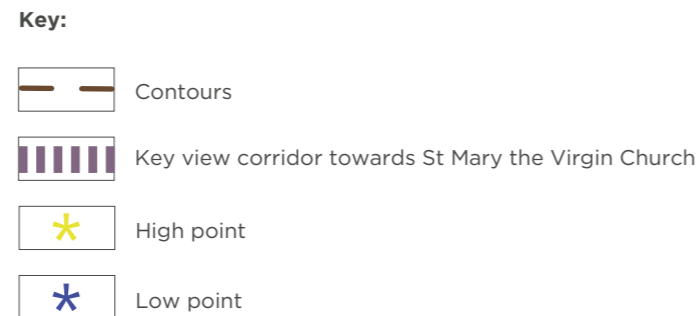 Key:
Contours
Key view corridor towards St Mary the Virgin Church
High point
Low point